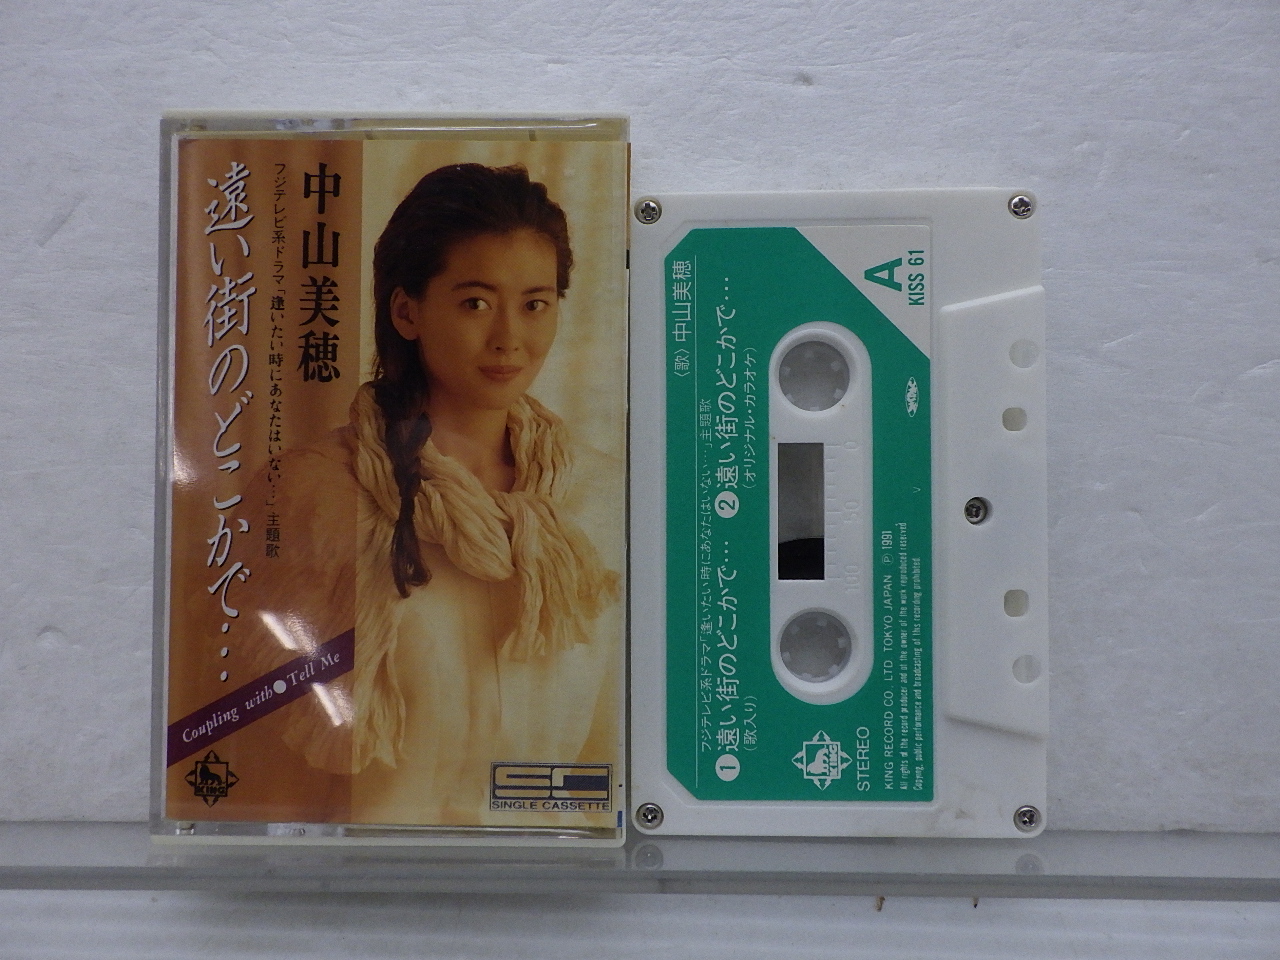 中山美穂
フジテレビ系ドラマ「逢いたい時にあなたはいない…」主題歌
遠い街のどこかで……
Coupling with●Tell Me
KING
SC
SINGLE CASSETTE
A
KISS 61
〈歌〉中山美穂
フジテレビ系ドラマ「逢いたい時にあなたはいない…」主題歌
①遠い街のどこかで…
(歌入り)
②遠い街のどこかで…
(オリジナル・カラオケ)
0
50
100
KING
STEREO
KING RECORD CO. LTD. TOKYO JAPAN Ⓟ1991
All rights of the record producer and of the owner of the work reproduced reserved
Copying, public performance and broadcasting of this recording prohibited.
V